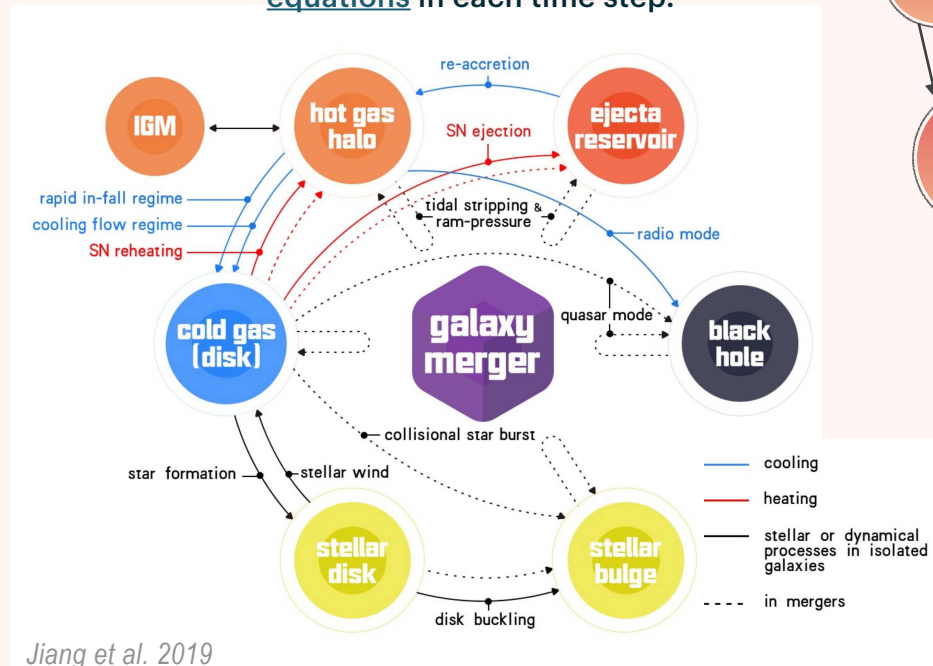 equations in each time step.
re-accretion
IGM
hot gas
halo
ejecta
reservoir
SN ejection
rapid in-fall regime
cooling flow regime
SN reheating
tidal stripping &
ram-pressure
radio mode
cold gas
(disk)
galaxy
merger
quasar mode
black
hole
collisional star burst
star formation
stellar wind
cooling
heating
stellar or dynamical
processes in isolated
galaxies
in mergers
stellar
disk
stellar
bulge
disk buckling
Jiang et al. 2019